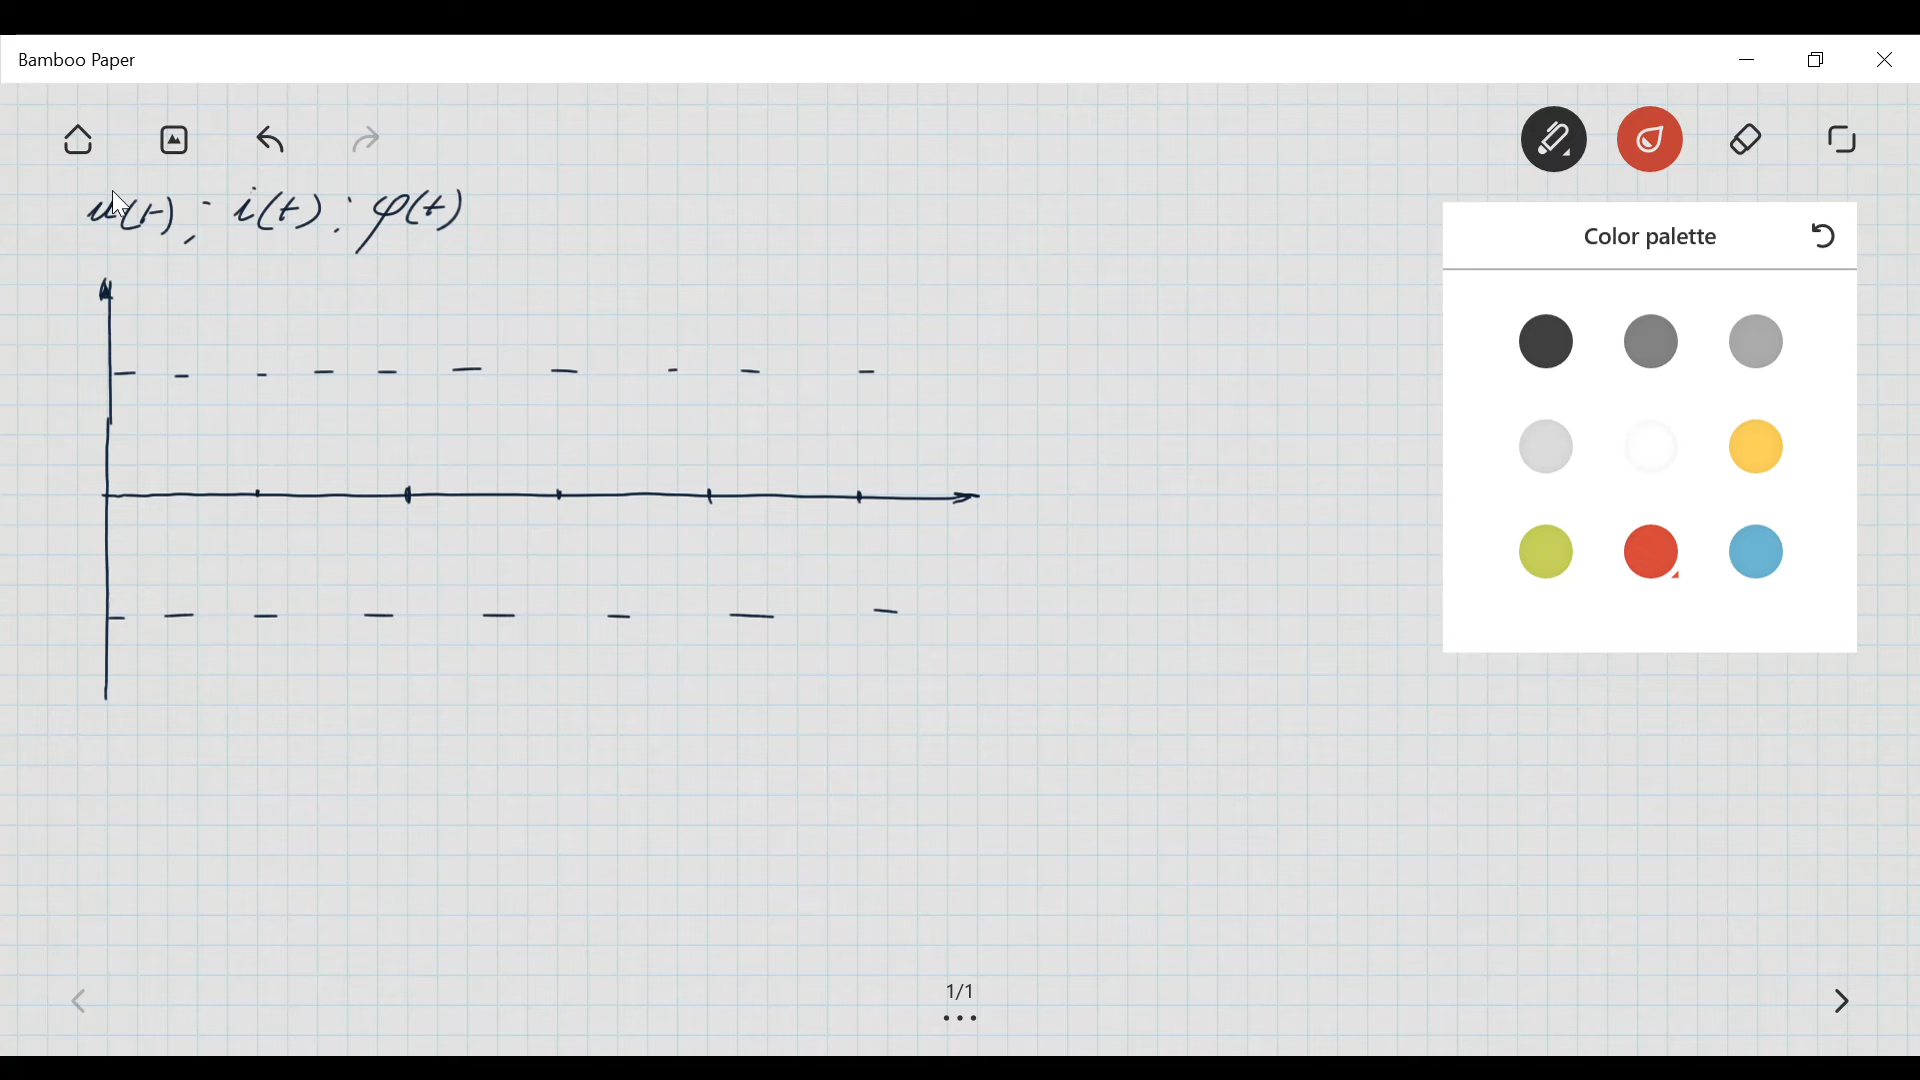 Bamboo Paper
u(t); i(t); φ(t)
Color palette
1/1